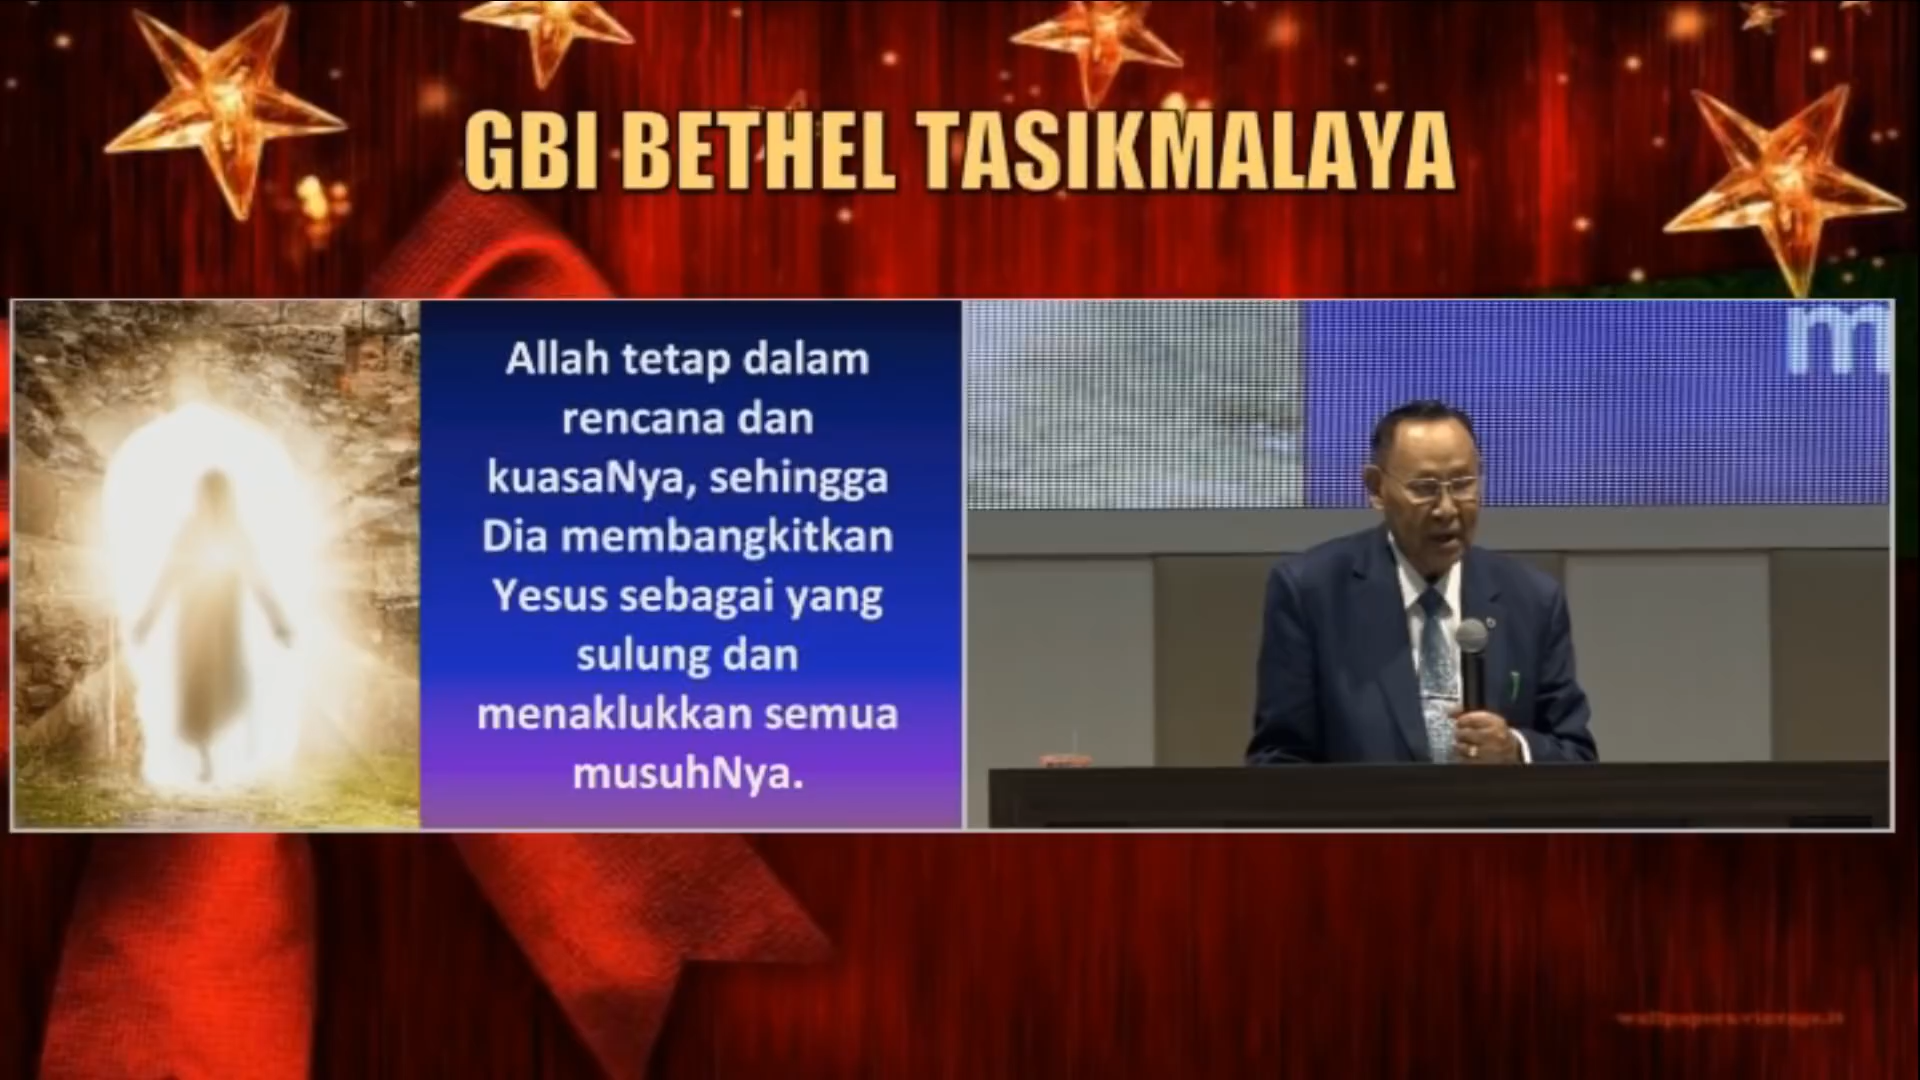 GBI BETHEL TASIKMALAYA
Allah tetap dalam
rencana dan
kuasaNya, sehingga
Dia membangkitkan
Yesus sebagai yang
sulung dan
menaklukkan semua
musuhNya.
m